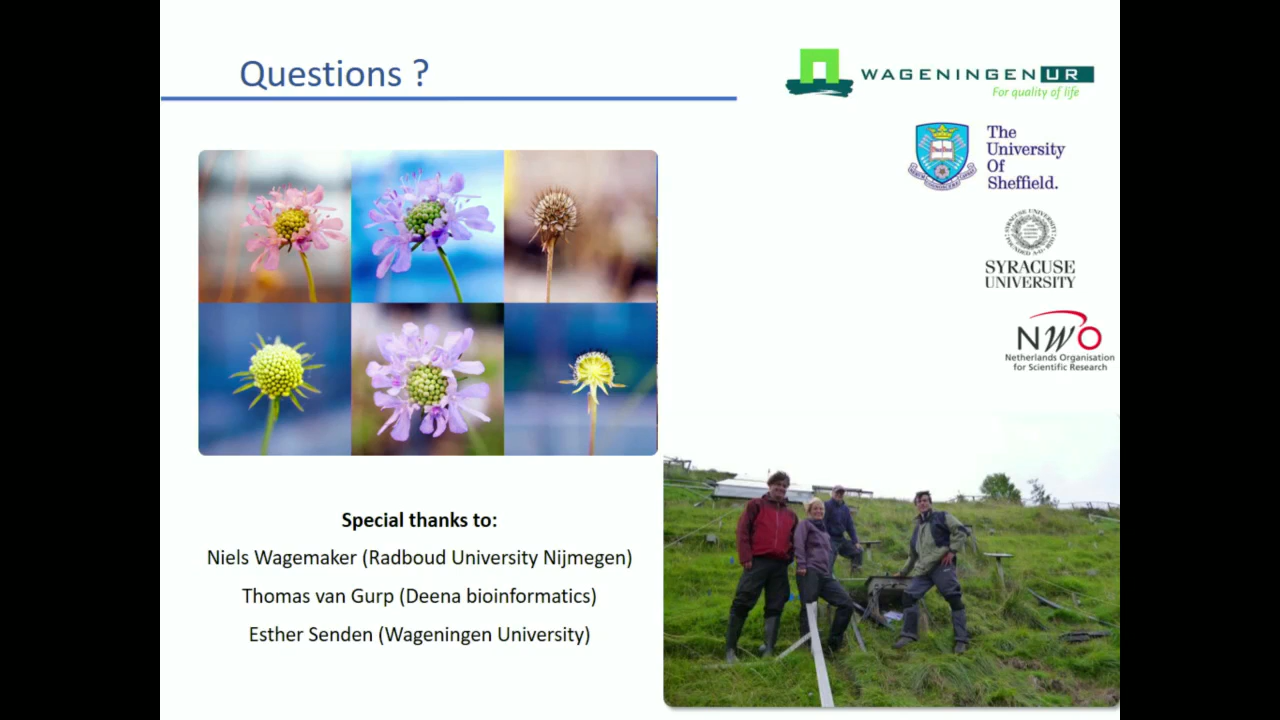 Questions ?
WAGENINGEN UR
For quality of life
The
University
Of
Sheffield.
SYRACUSE
UNIVERSITY
NWO
Netherlands Organisation
for Scientific Research
Special thanks to:
Niels Wagemaker (Radboud University Nijmegen)
Thomas van Gurp (Deena bioinformatics)
Esther Senden (Wageningen University)